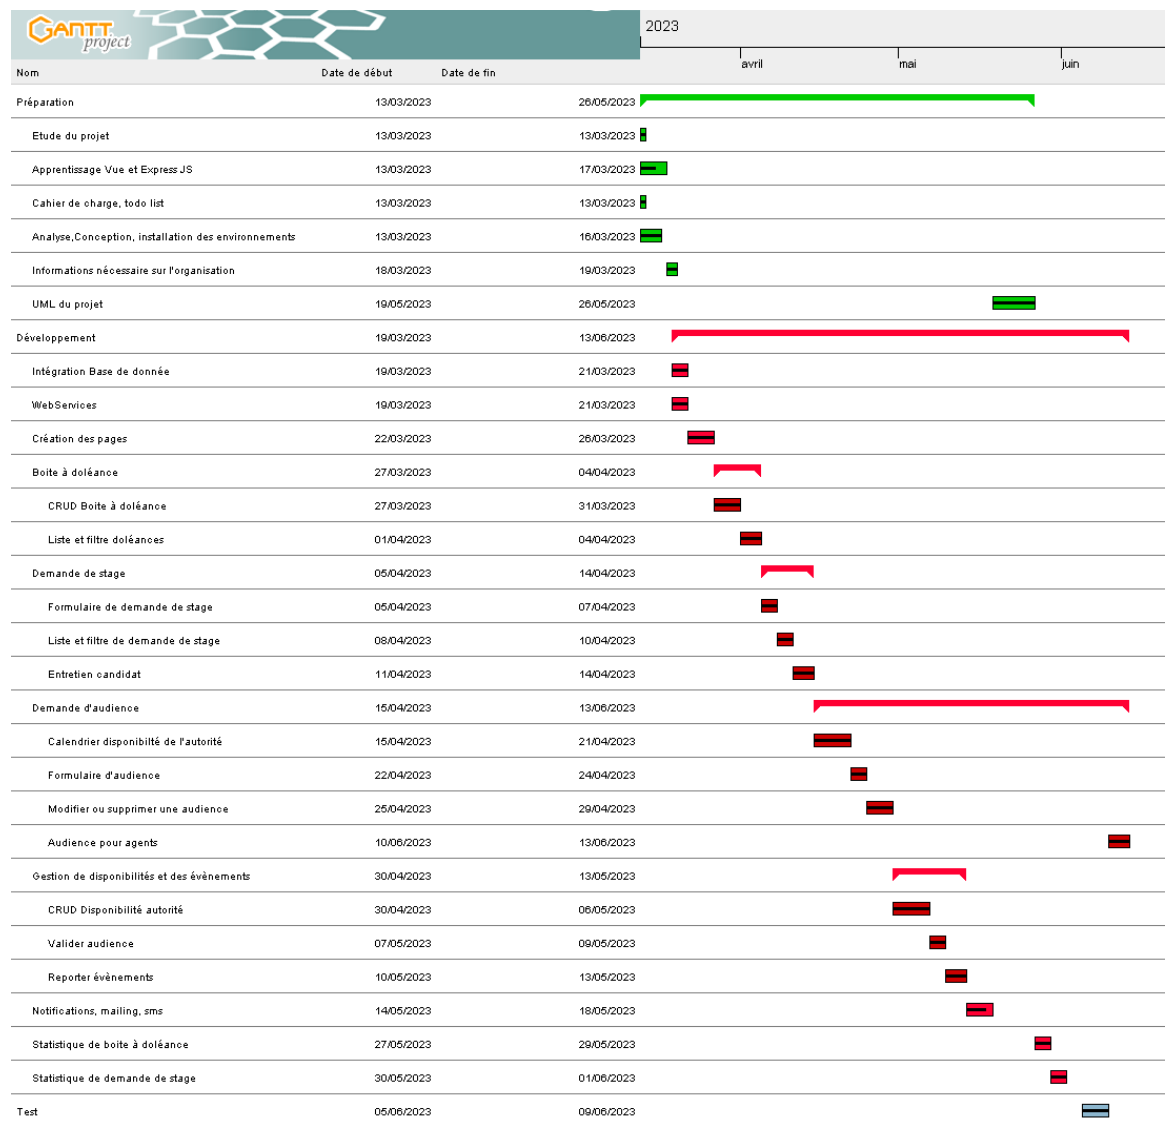 GANTT project
2023
avril mai juin
Nom Date de début Date de fin
Préparation 13/03/2023 26/05/2023
Etude du projet 13/03/2023 13/03/2023
Apprentissage Vue et Express JS 13/03/2023 17/03/2023
Cahier de charge, todo list 13/03/2023 13/03/2023
Analyse,Conception, installation des environnements 13/03/2023 16/03/2023
Informations nécessaire sur l'organisation 18/03/2023 19/03/2023
UML du projet 19/05/2023 26/05/2023
Développement 19/03/2023 13/06/2023
Intégration Base de donnée 19/03/2023 21/03/2023
WebServices 19/03/2023 21/03/2023
Création des pages 22/03/2023 26/03/2023
Boite à doléance 27/03/2023 04/04/2023
CRUD Boite à doléance 27/03/2023 31/03/2023
Liste et filtre doléances 01/04/2023 04/04/2023
Demande de stage 05/04/2023 14/04/2023
Formulaire de demande de stage 05/04/2023 07/04/2023
Liste et filtre de demande de stage 08/04/2023 10/04/2023
Entretien candidat 11/04/2023 14/04/2023
Demande d'audience 15/04/2023 13/06/2023
Calendrier disponibilté de l'autorité 15/04/2023 21/04/2023
Formulaire d'audience 22/04/2023 24/04/2023
Modifier ou supprimer une audience 25/04/2023 29/04/2023
Audience pour agents 10/06/2023 13/06/2023
Gestion de disponibilités et des évènements 30/04/2023 13/05/2023
CRUD Disponibilité autorité 30/04/2023 06/05/2023
Valider audience 07/05/2023 09/05/2023
Reporter évènements 10/05/2023 13/05/2023
Notifications, mailing, sms 14/05/2023 18/05/2023
Statistique de boite à doléance 27/05/2023 29/05/2023
Statistique de demande de stage 30/05/2023 01/06/2023
Test 05/06/2023 09/06/2023